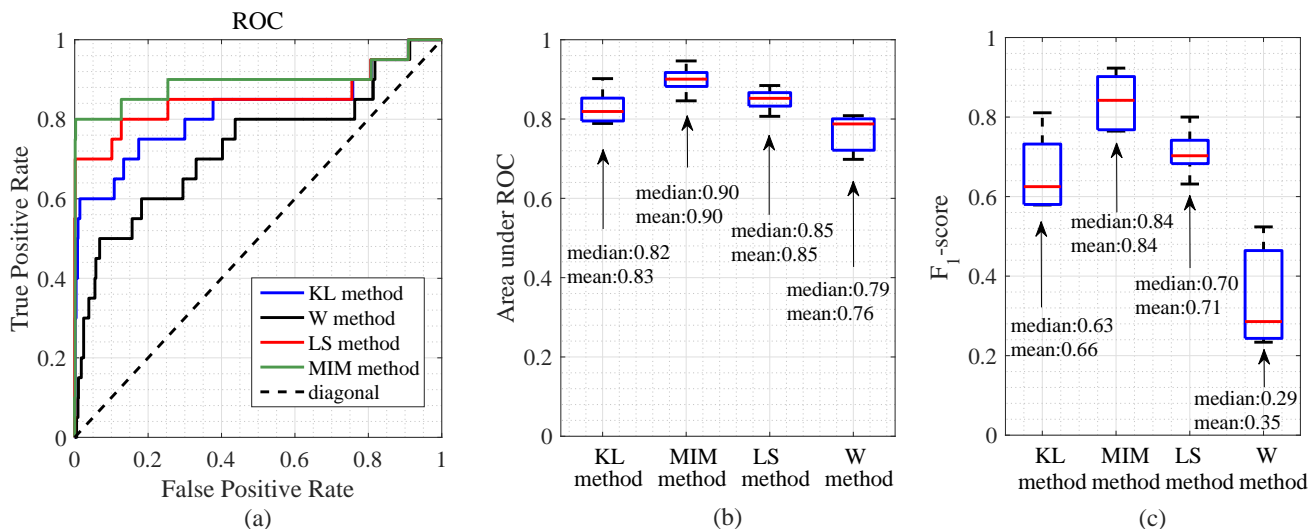 ROC
True Positive Rate
1
0.8
0.6
0.4
0.2
0
0
0.2
0.4
0.6
0.8
1
False Positive Rate
KL method
W method
LS method
MIM method
diagonal
(a)
Area under ROC
1
0.8
0.6
0.4
0.2
0
median:0.82
mean:0.83
median:0.90
mean:0.90
median:0.85
mean:0.85
median:0.79
mean:0.76
KL
method
MIM
method
LS
method
W
method
(b)
F1-score
1
0.8
0.6
0.4
0.2
0
median:0.63
mean:0.66
median:0.84
mean:0.84
median:0.70
mean:0.71
median:0.29
mean:0.35
KL
method
MIM
method
LS
method
W
method
(c)